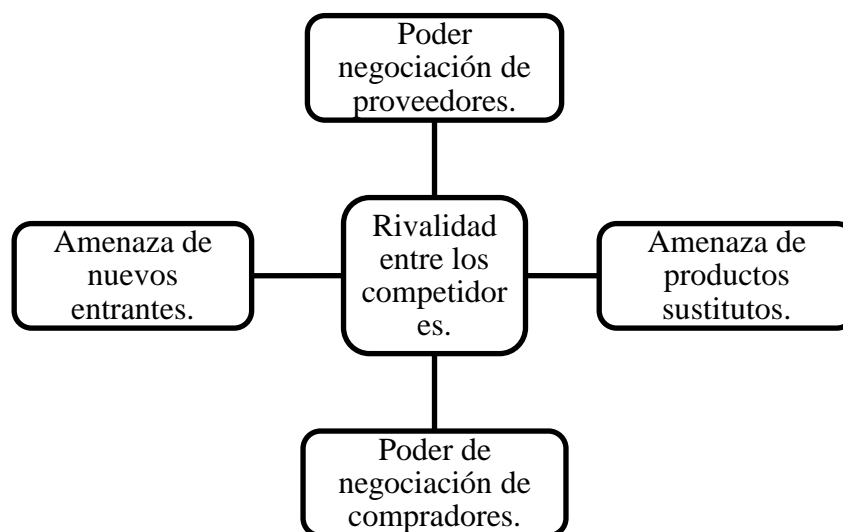 Poder
negociación de
proveedores.
Amenaza de
nuevos
entrantes.
Rivalidad
entre los
competidor
es.
Amenaza de
productos
sustitutos.
Poder de
negociación de
compradores.